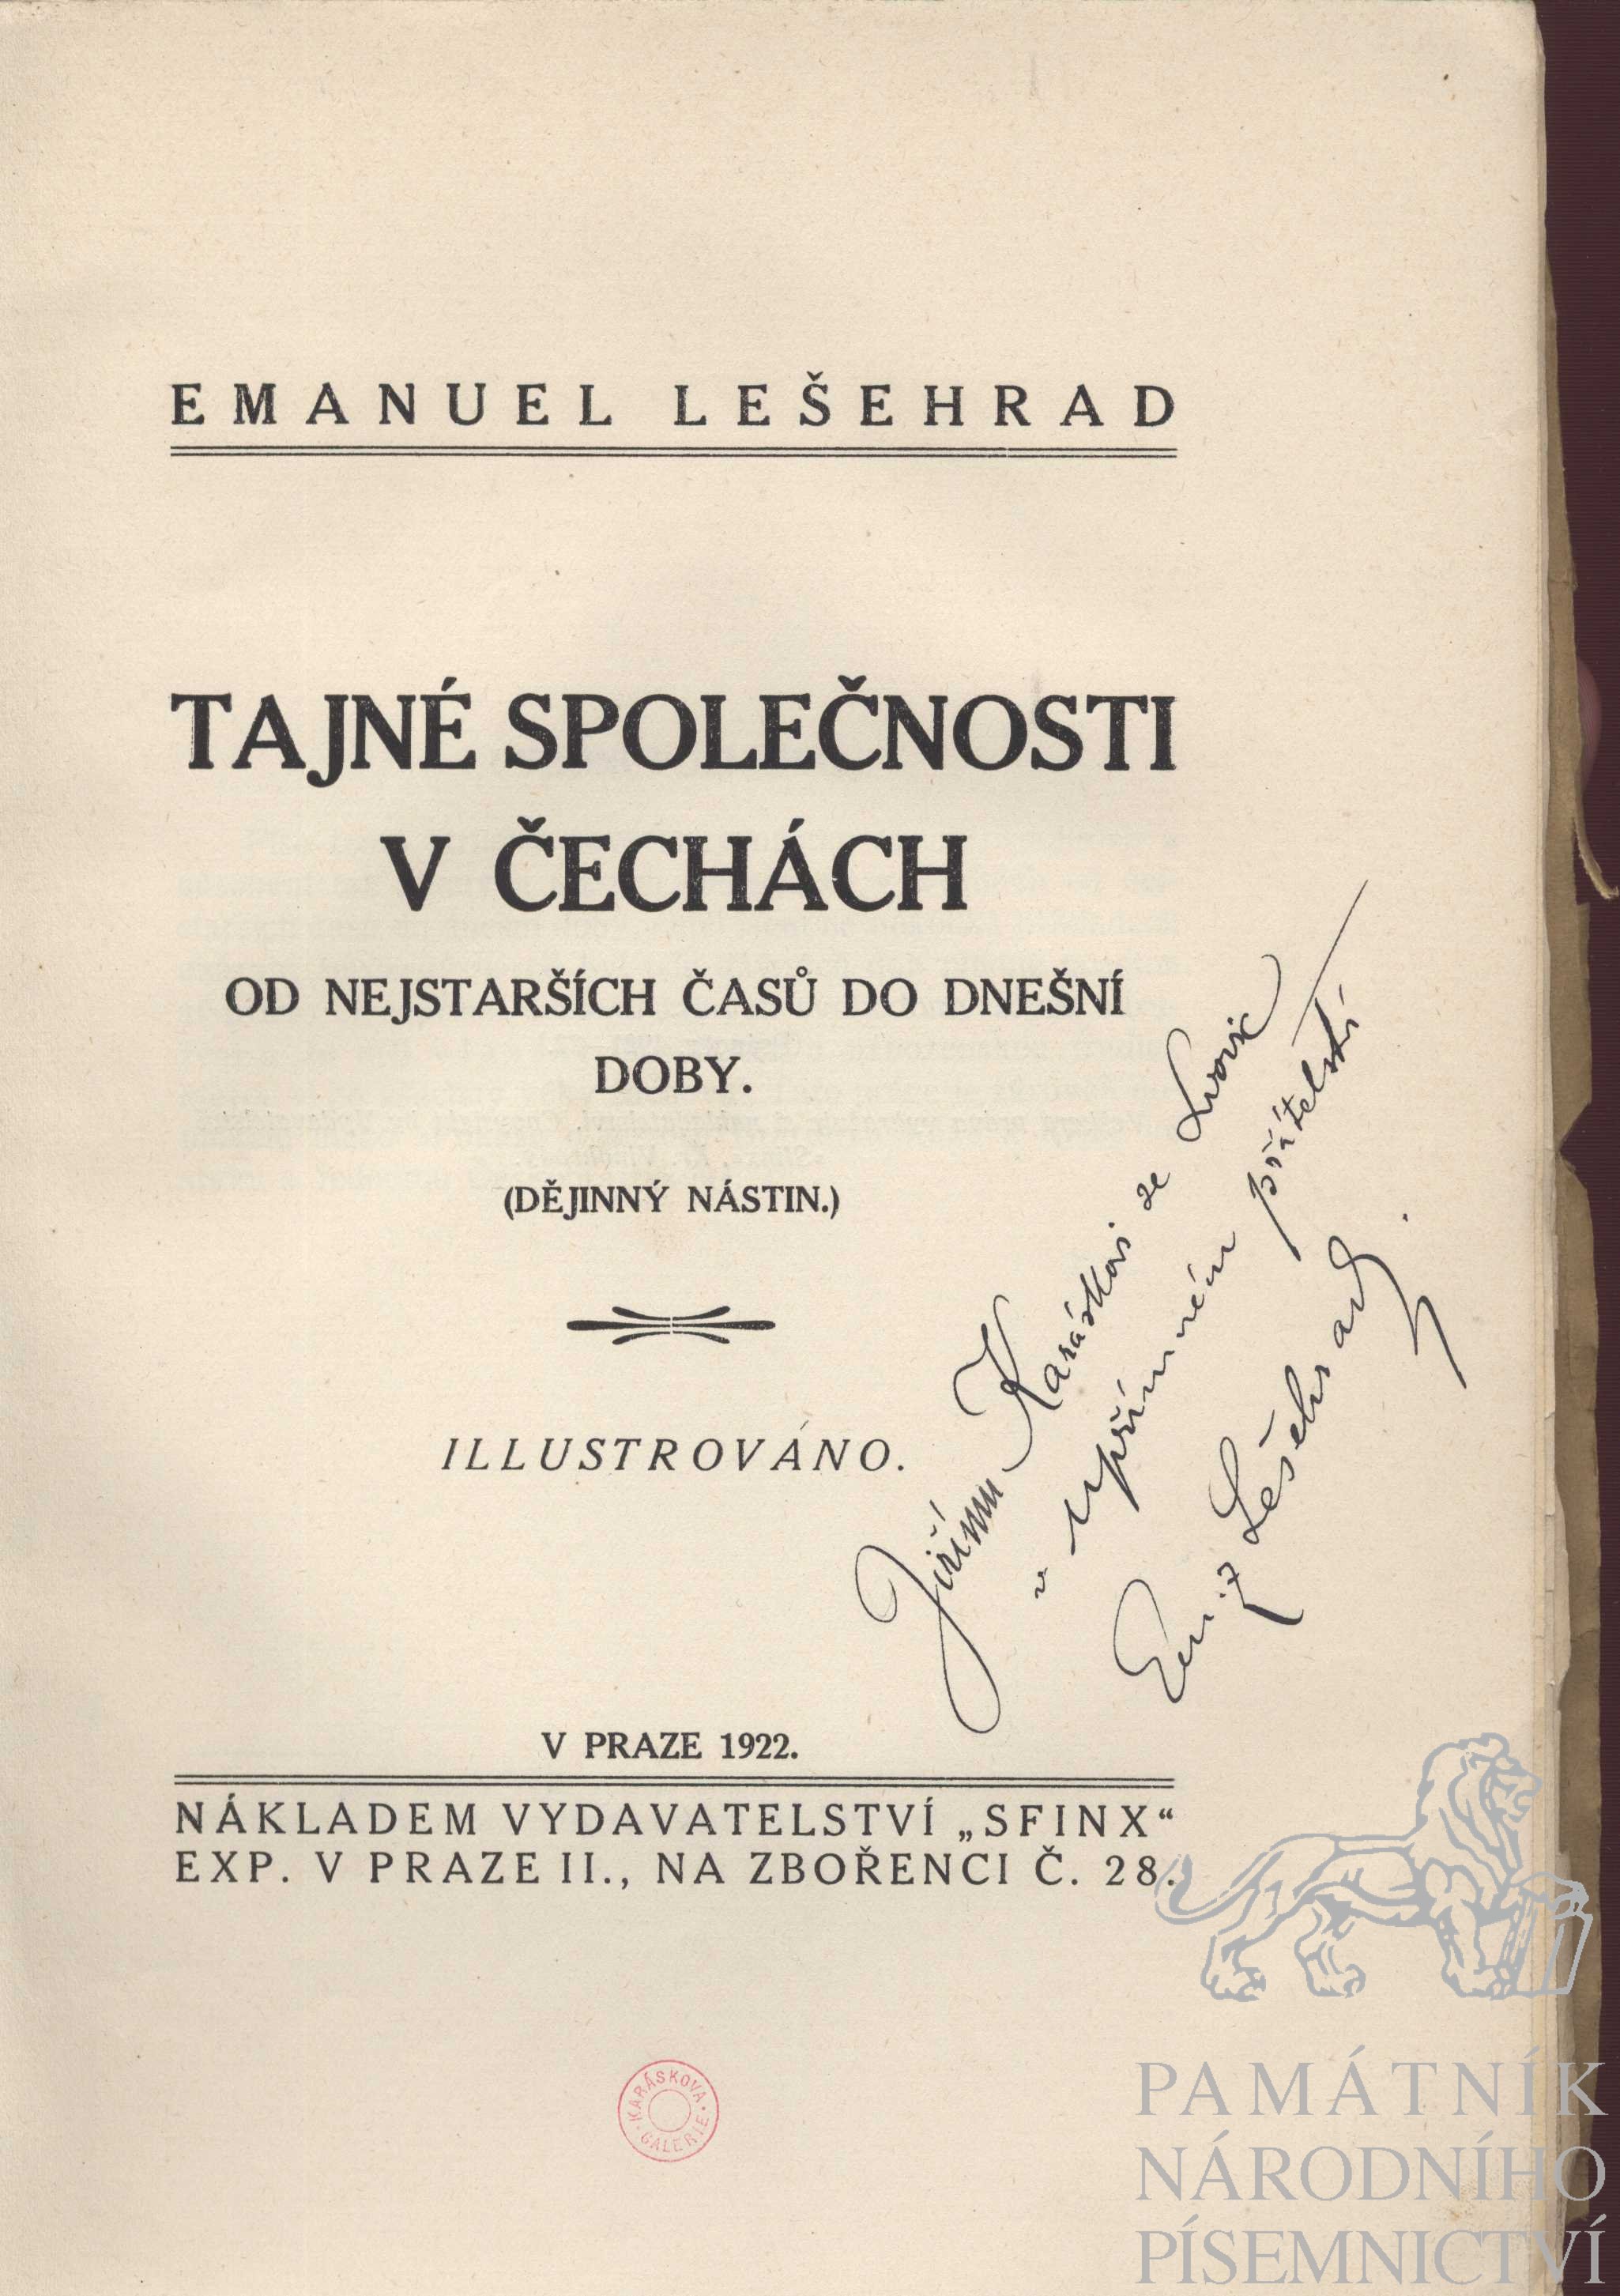 EMANUEL LEŠEHRAD
TAJNÉ SPOLEČNOSTI
V ČECHÁCH
OD NEJSTARŠÍCH ČASŮ DO DNEŠNÍ
DOBY.
(DĚJINNÝ NÁSTIN.)
ILLUSTROVÁNO.
Jiřímu Karáskovi ze Lvovic
v upřímném přátelství
Em. z Lešehradu.
V PRAZE 1922.
NÁKLADEM VYDAVATELSTVÍ „SFINX“
EXP. V PRAZE II., NA ZBOŘENCI Č. 28.
KARÁSKOVA
GALERIE
PAMÁTNÍK
NÁRODNÍHO
PÍSEMNICTVÍ